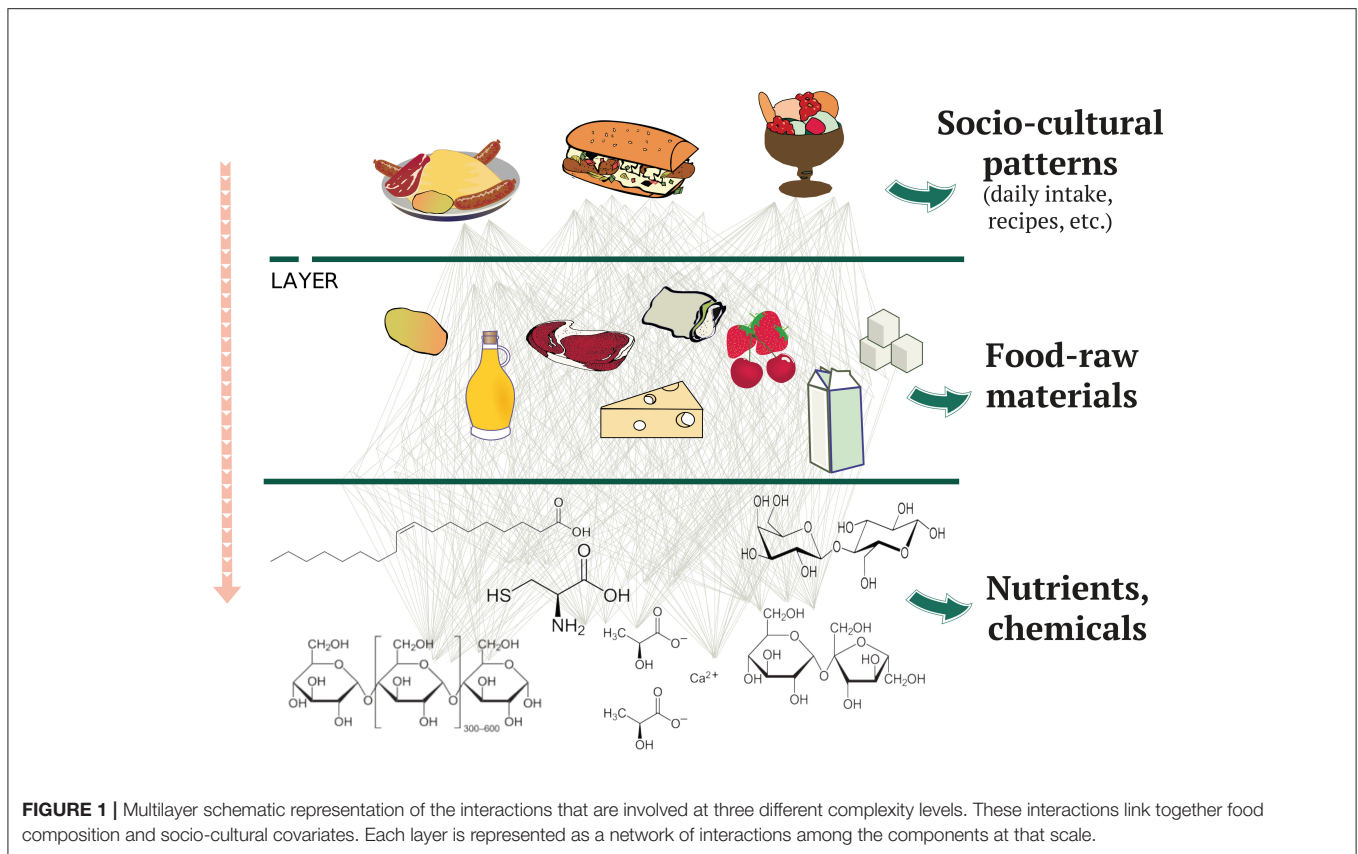 Socio-cultural
patterns
(daily intake,
recipes, etc.)
LAYER
Food-raw
materials
Nutrients,
chemicals
O
OH
HS
O
OH
NH₂
OH OH
O
HO
OH
O
OH
HO
OH
O
OH
OH
CH₂OH
O
OH
OH
OH
O
CH₂OH
O
OH
OH
O
300–600
CH₂OH
O
OH
OH
OH
H₃C
O
O⁻
OH
Ca²⁺
H₃C
O
O⁻
OH
CH₂OH
O
OH
HO
OH
O
CH₂OH
O
HO
CH₂OH
OH
FIGURE 1 | Multilayer schematic representation of the interactions that are involved at three different complexity levels. These interactions link together food
composition and socio-cultural covariates. Each layer is represented as a network of interactions among the components at that scale.